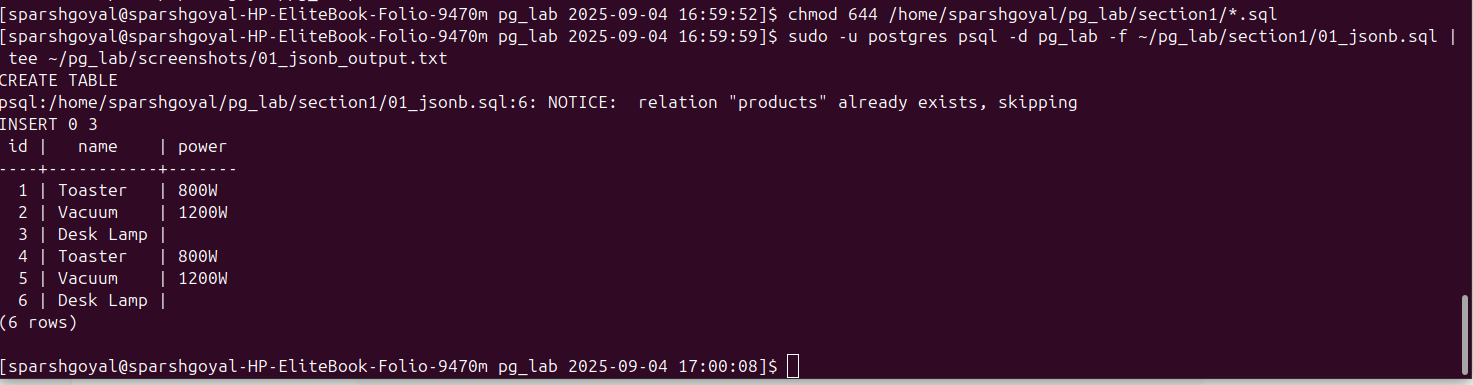 [sparshgoyal@sparshgoyal-HP-EliteBook-Folio-9470m pg_lab 2025-09-04 16:59:52]$ chmod 644 /home/sparshgoyal/pg_lab/section1/*.sql
[sparshgoyal@sparshgoyal-HP-EliteBook-Folio-9470m pg_lab 2025-09-04 16:59:59]$ sudo -u postgres psql -d pg_lab -f ~/pg_lab/section1/01_jsonb.sql |
 tee ~/pg_lab/screenshots/01_jsonb_output.txt
CREATE TABLE
psql:/home/sparshgoyal/pg_lab/section1/01_jsonb.sql:6: NOTICE:  relation "products" already exists, skipping
INSERT 0 3
 id |   name    | power
----+-----------+-------
  1 | Toaster   | 800W
  2 | Vacuum    | 1200W
  3 | Desk Lamp |
  4 | Toaster   | 800W
  5 | Vacuum    | 1200W
  6 | Desk Lamp |
(6 rows)
[sparshgoyal@sparshgoyal-HP-EliteBook-Folio-9470m pg_lab 2025-09-04 17:00:08]$